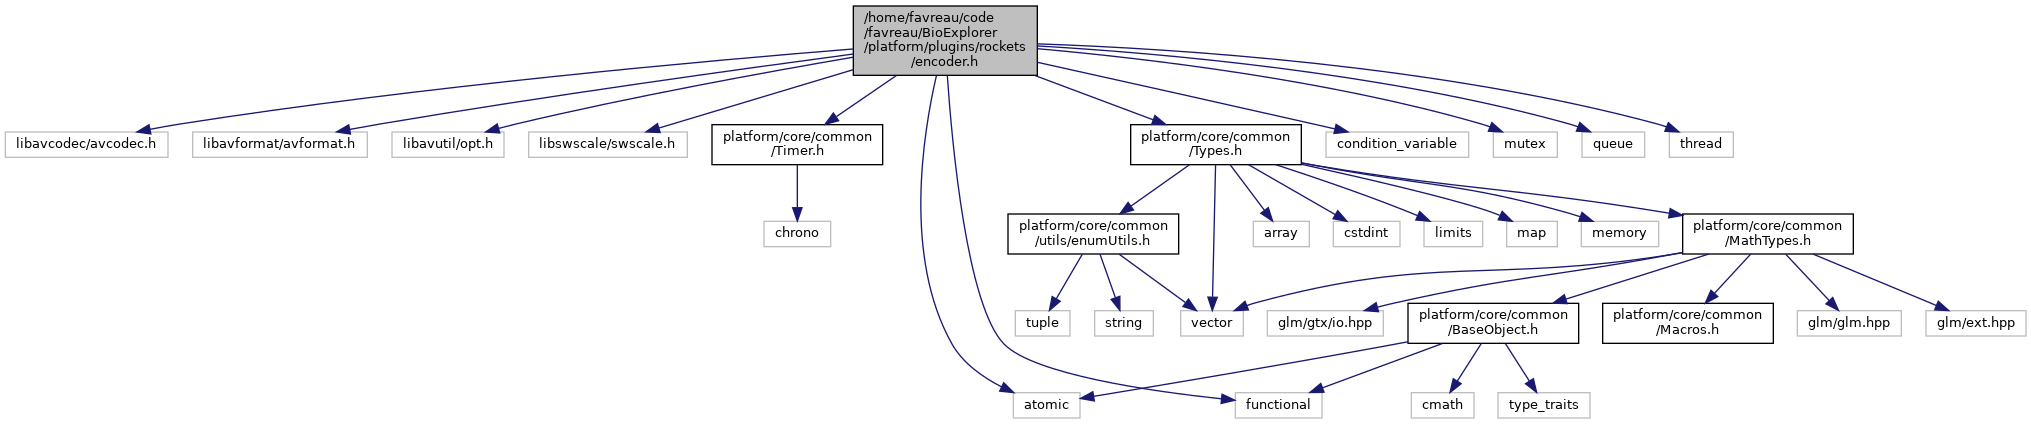 /home/favreau/code
/favreau/BioExplorer
/platform/plugins/rockets
/encoder.h
libavcodec/avcodec.h
libavformat/avformat.h
libavutil/opt.h
libswscale/swscale.h
platform/core/common
/Timer.h
platform/core/common
/Types.h
condition_variable
mutex
queue
thread
chrono
platform/core/common
/utils/enumUtils.h
array
cstdint
limits
map
memory
platform/core/common
/MathTypes.h
tuple
string
vector
glm/gtx/io.hpp
platform/core/common
/BaseObject.h
platform/core/common
/Macros.h
glm/glm.hpp
glm/ext.hpp
atomic
functional
cmath
type_traits